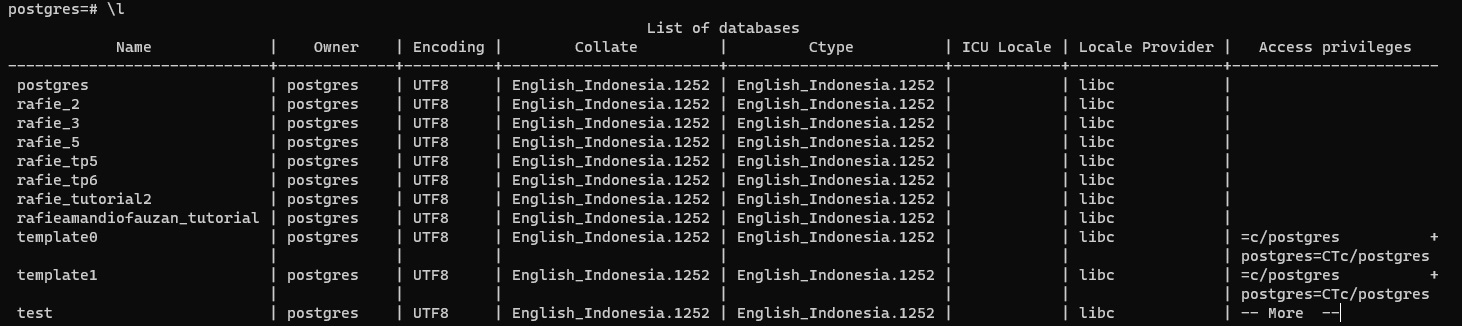 postgres=# \l
                                                                       List of databases
            Name             |    Owner    | Encoding |        Collate         |         Ctype          | ICU Locale | Locale Provider |   Access privileges
-----------------------------+-------------+----------+------------------------+------------------------+------------+-----------------+-----------------------
 postgres                    | postgres    | UTF8     | English_Indonesia.1252 | English_Indonesia.1252 |            | libc            |
 rafie_2                     | postgres    | UTF8     | English_Indonesia.1252 | English_Indonesia.1252 |            | libc            |
 rafie_3                     | postgres    | UTF8     | English_Indonesia.1252 | English_Indonesia.1252 |            | libc            |
 rafie_5                     | postgres    | UTF8     | English_Indonesia.1252 | English_Indonesia.1252 |            | libc            |
 rafie_tp5                   | postgres    | UTF8     | English_Indonesia.1252 | English_Indonesia.1252 |            | libc            |
 rafie_tp6                   | postgres    | UTF8     | English_Indonesia.1252 | English_Indonesia.1252 |            | libc            |
 rafie_tutorial2             | postgres    | UTF8     | English_Indonesia.1252 | English_Indonesia.1252 |            | libc            |
 rafieamandiofauzan_tutorial | postgres    | UTF8     | English_Indonesia.1252 | English_Indonesia.1252 |            | libc            |
 template0                   | postgres    | UTF8     | English_Indonesia.1252 | English_Indonesia.1252 |            | libc            | =c/postgres          +
                             |             |          |                        |                        |            |                 | postgres=CTc/postgres
 template1                   | postgres    | UTF8     | English_Indonesia.1252 | English_Indonesia.1252 |            | libc            | =c/postgres          +
                             |             |          |                        |                        |            |                 | postgres=CTc/postgres
 test                        | postgres    | UTF8     | English_Indonesia.1252 | English_Indonesia.1252 |            | libc            | -- More  --